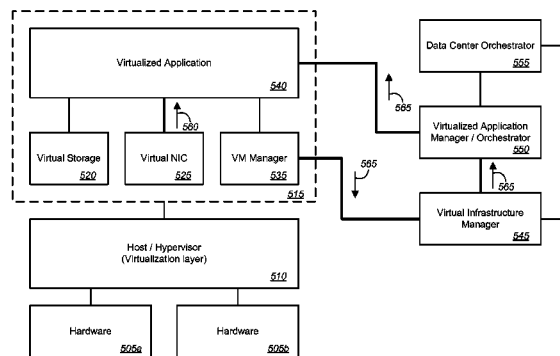 Virtualized Application
540
Data Center Orchestrator
555
565
560
Virtual Storage
520
Virtual NIC
525
VM Manager
535
515
Virtualized Application
Manager / Orchestrator
550
565
565
Virtual Infrastructure
Manager
545
Host / Hypervisor
(Virtualization layer)
510
Hardware
505a
Hardware
505b